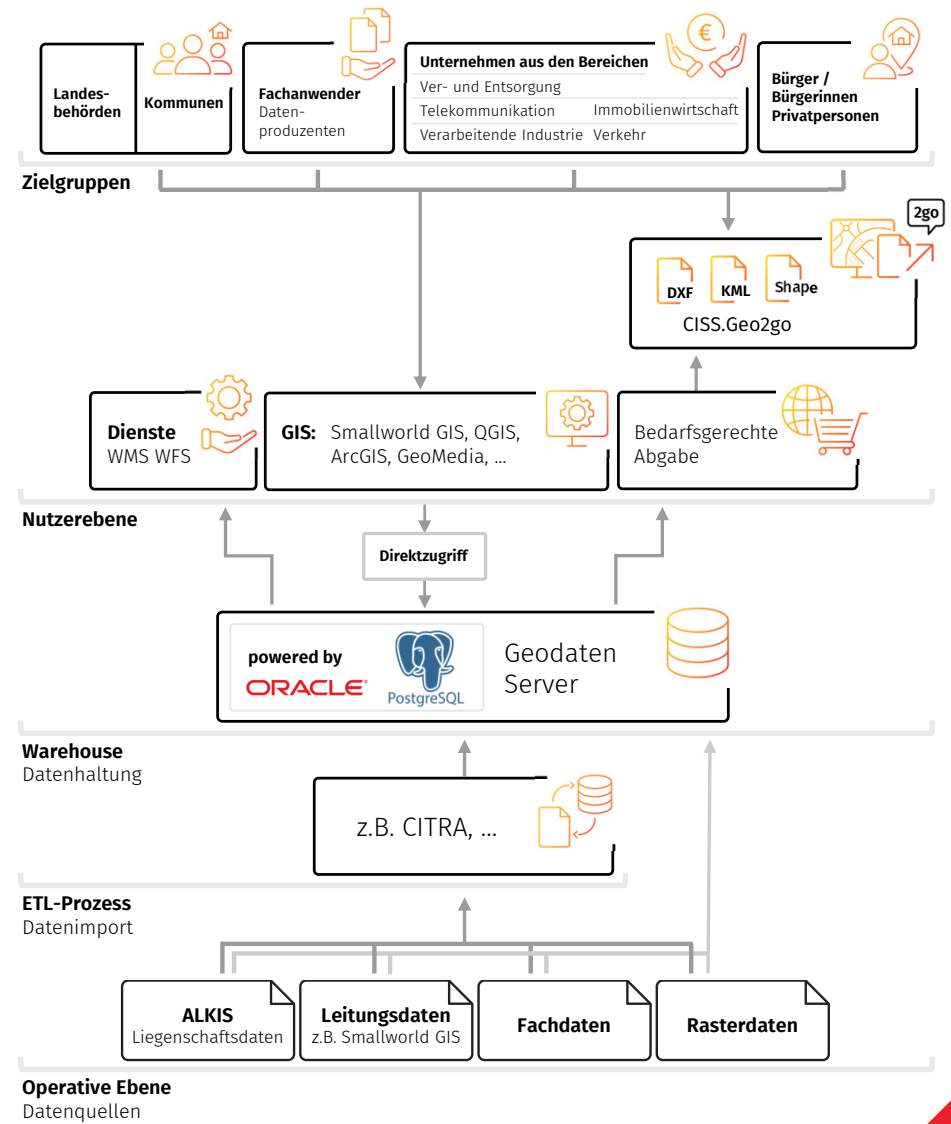 Landes-
behörden
Kommunen
Fachanwender
Daten-
produzenten
Unternehmen aus den Bereichen
Ver- und Entsorgung
Telekommunikation Immobilienwirtschaft
Verarbeitende Industrie Verkehr
€
Bürger /
Bürgerinnen
Privatpersonen
Zielgruppen
2go
DXF
KML
Shape
CISS.Geo2go
Dienste
WMS WFS
GIS: Smallworld GIS, QGIS,
ArcGIS, GeoMedia, ...
Bedarfsgerechte
Abgabe
Nutzerebene
Direktzugriff
powered by
ORACLE®
PostgreSQL
Geodaten
Server
Warehouse
Datenhaltung
z.B. CITRA, ...
ETL-Prozess
Datenimport
ALKIS
Liegenschaftsdaten
Leitungsdaten
z.B. Smallworld GIS
Fachdaten
Rasterdaten
Operative Ebene
Datenquellen